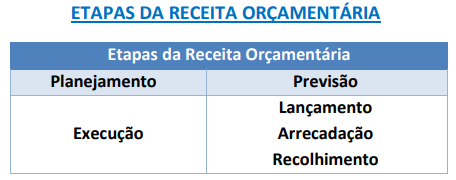 ETAPAS DA RECEITA ORÇAMENTÁRIA
Etapas da Receita Orçamentária
Planejamento Previsão
Execução
Lançamento
Arrecadação
Recolhimento